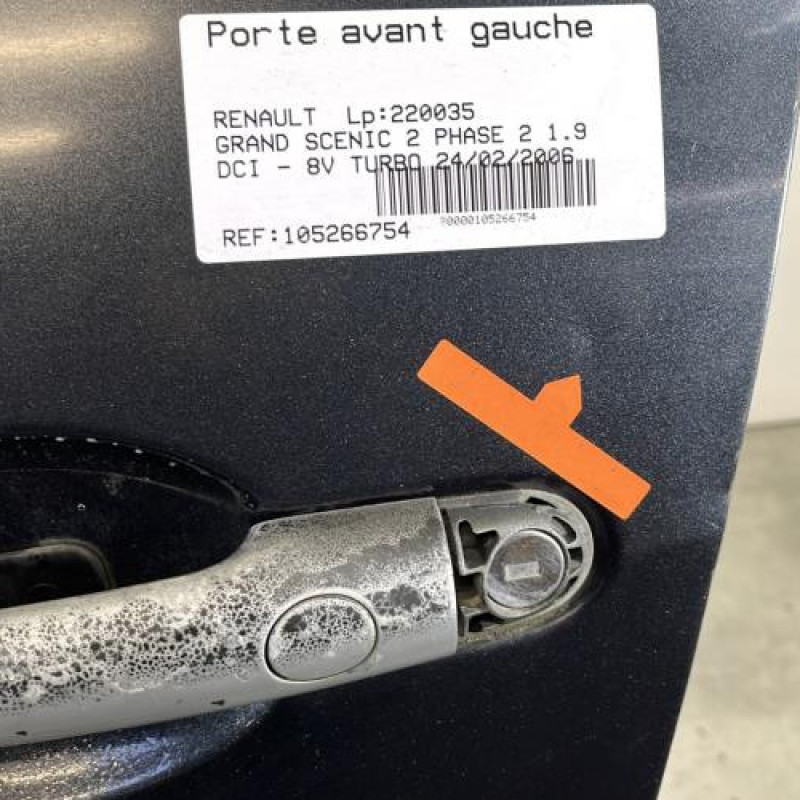 Porte avant gauche
RENAULT Lp:220035
GRAND SCENIC 2 PHASE 2 1.9
DCI - 8V TURBO 24/02/2006
?0000105266754
REF:105266754